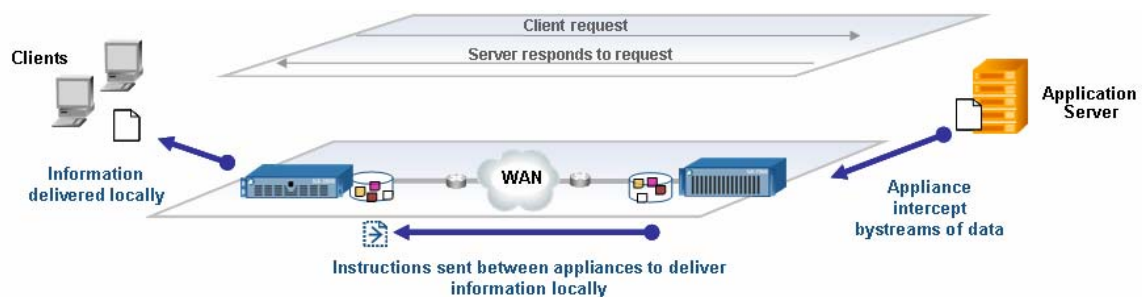 Client request
Server responds to request
Clients
Application
Server
WAN
Information
delivered locally
Appliance
intercept
bystreams of data
Instructions sent between appliances to deliver
information locally